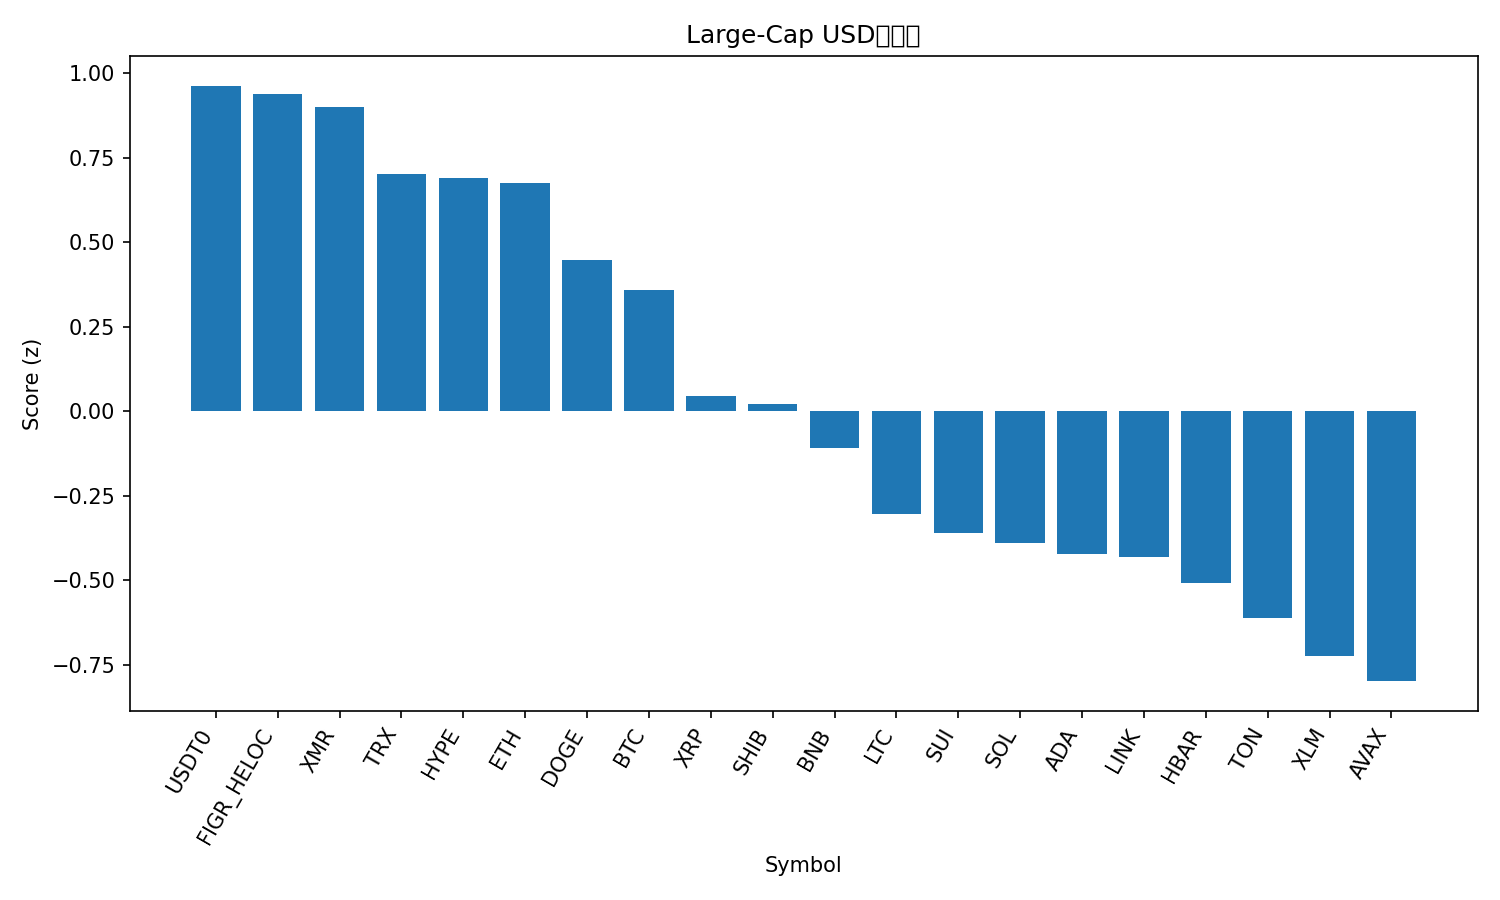 Large-Cap USD
1.00
0.75
0.50
0.25
0.00
−0.25
−0.50
−0.75
Score (z)
USDT0
FIGR_HELOC
XMR
TRX
HYPE
ETH
DOGE
BTC
XRP
SHIB
BNB
LTC
SUI
SOL
ADA
LINK
HBAR
TON
XLM
AVAX
Symbol